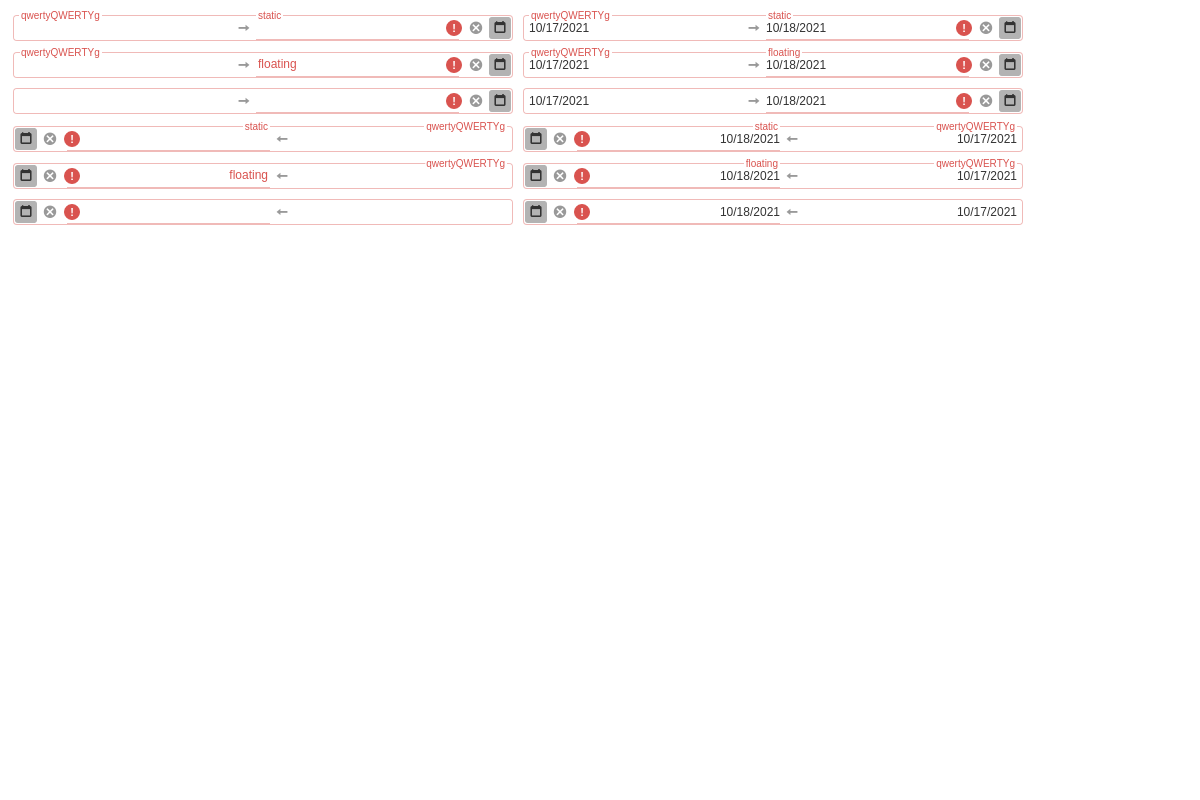 qwertyQWERTYg static qwertyQWERTYg static
10/17/2021 10/18/2021
qwertyQWERTYg qwertyQWERTYg floating
floating 10/17/2021 10/18/2021
10/17/2021 10/18/2021
static qwertyQWERTYg static qwertyQWERTYg
10/18/2021 10/17/2021
qwertyQWERTYg floating qwertyQWERTYg
floating 10/18/2021 10/17/2021
10/18/2021 10/17/2021